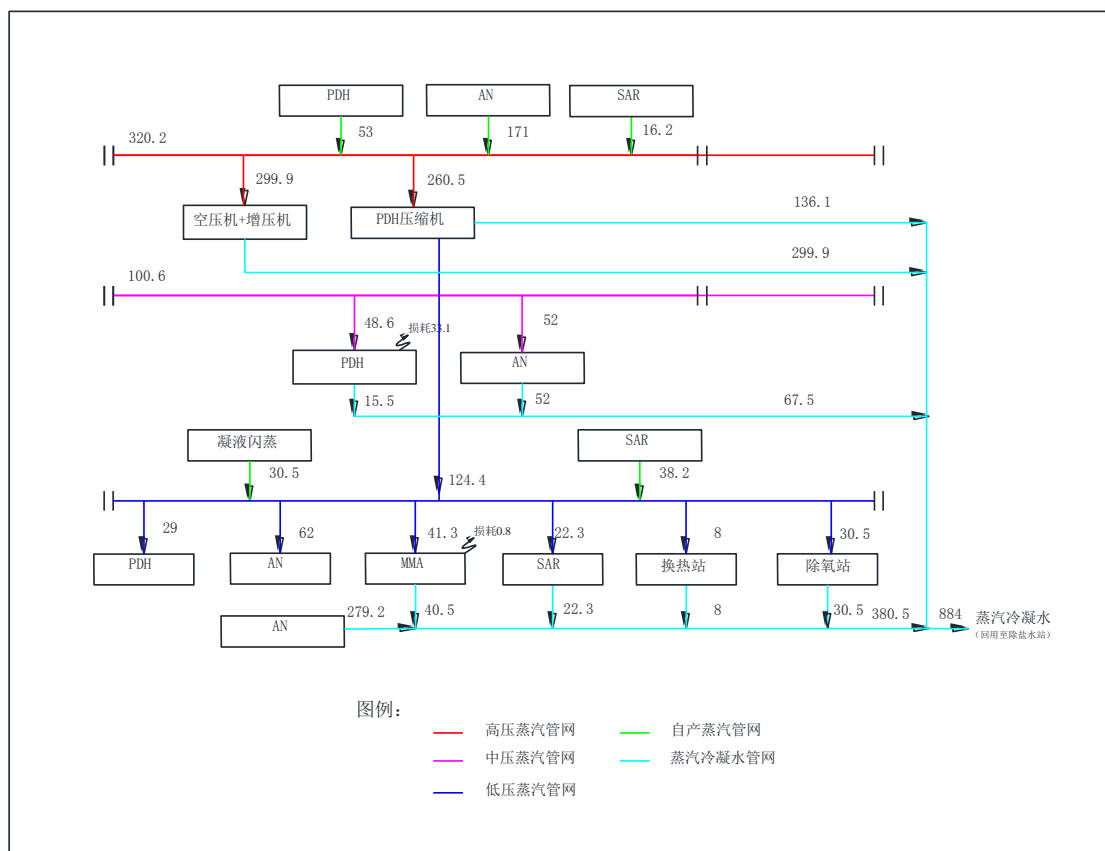 PDH
AN
SAR
320.2
53
171
16.2
299.9
260.5
空压机+增压机
PDH压缩机
136.1
299.9
100.6
48.6
损耗33.1
52
PDH
AN
15.5
52
67.5
凝液闪蒸
SAR
30.5
124.4
38.2
29
62
41.3
损耗0.8
22.3
8
30.5
PDH
AN
MMA
SAR
换热站
除氧站
AN
279.2
40.5
22.3
8
30.5
380.5
884
蒸汽冷凝水
(回用至除盐水站)
图例:
高压蒸汽管网
自产蒸汽管网
中压蒸汽管网
蒸汽冷凝水管网
低压蒸汽管网